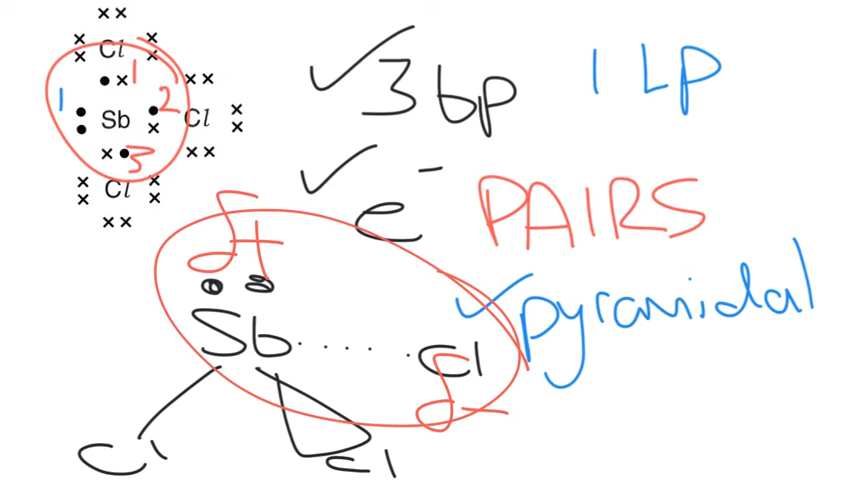 Cl
1
1 Sb 2 Cl
3
Cl
3 bp 1 LP
e⁻ PAIRS
δ+
Sb Cl
δ−
pyramidal
Cl Cl